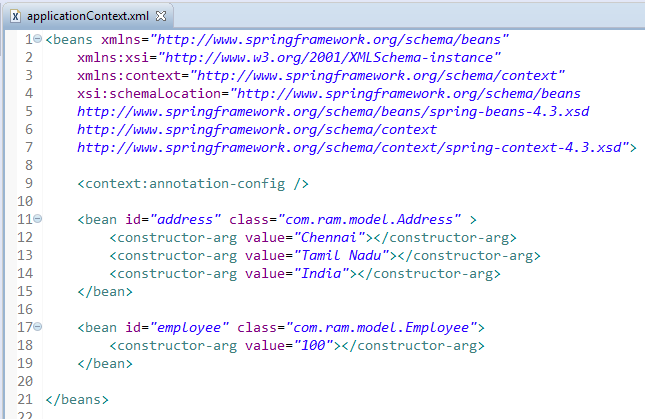 applicationContext.xml
1 <beans xmlns="http://www.springframework.org/schema/beans"
2 xmlns:xsi="http://www.w3.org/2001/XMLSchema-instance"
3 xmlns:context="http://www.springframework.org/schema/context"
4 xsi:schemaLocation="http://www.springframework.org/schema/beans
5 http://www.springframework.org/schema/beans/spring-beans-4.3.xsd
6 http://www.springframework.org/schema/context
7 http://www.springframework.org/schema/context/spring-context-4.3.xsd">
8
9 <context:annotation-config />
10
11 <bean id="address" class="com.ram.model.Address" >
12 <constructor-arg value="Chennai"></constructor-arg>
13 <constructor-arg value="Tamil Nadu"></constructor-arg>
14 <constructor-arg value="India"></constructor-arg>
15 </bean>
16
17 <bean id="employee" class="com.ram.model.Employee">
18 <constructor-arg value="100"></constructor-arg>
19 </bean>
20
21 </beans>
22